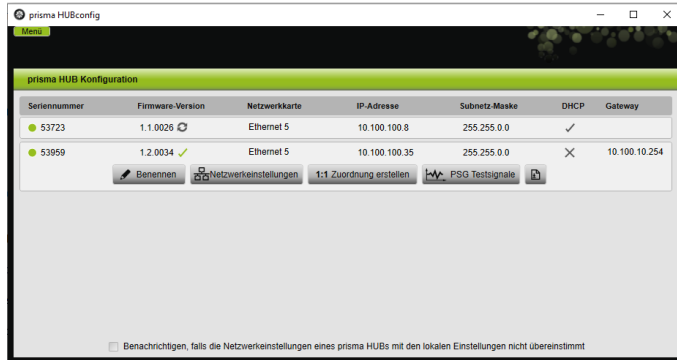 prisma HUBconfig
Menü
prisma HUB Konfiguration
Seriennummer Firmware-Version Netzwerkkarte IP-Adresse Subnetz-Maske DHCP Gateway
53723 1.1.0026 Ethernet 5 10.100.100.8 255.255.0.0
53959 1.2.0034 Ethernet 5 10.100.100.35 255.255.0.0 10.100.10.254
Benennen Netzwerkeinstellungen 1:1 Zuordnung erstellen PSG Testsignale
Benachrichtigen, falls die Netzwerkeinstellungen eines prisma HUBs mit den lokalen Einstellungen nicht übereinstimmt